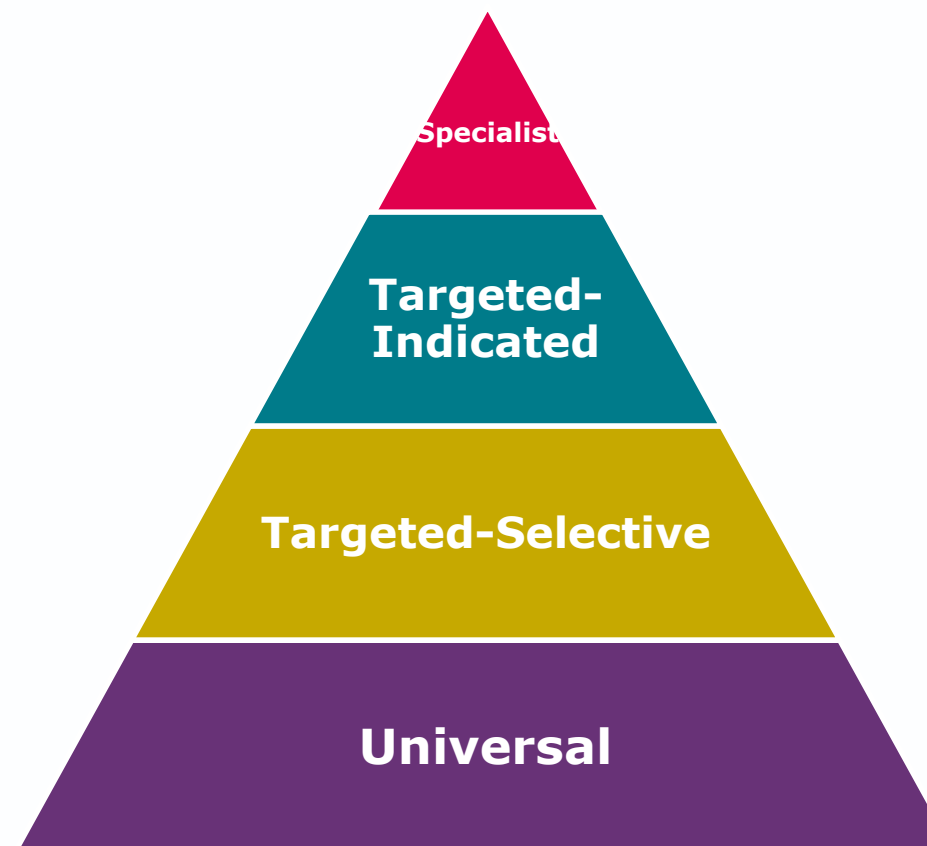 Specialist
Targeted-
Indicated
Targeted-Selective
Universal